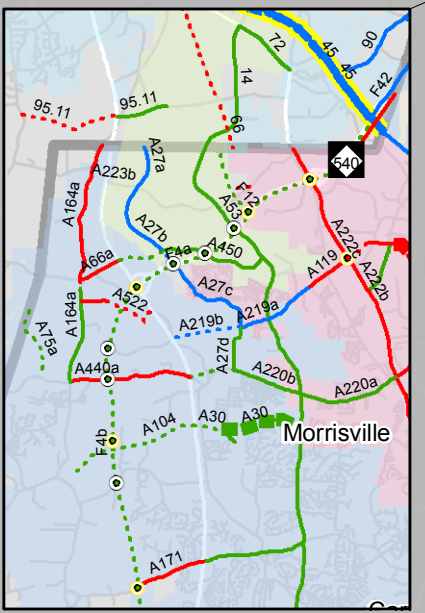 72
45
45
90
14
F42
95.11
95.11
66
540
A27a
A223b
A164a
F12
A53
A27b
F4a
A450
A222c
A66a
A119
A222b
A27c
A522
A164a
A219a
A219b
A75a
A27d
A440a
A220b
A220a
A30
A30
A104
F4b
Morrisville
A171